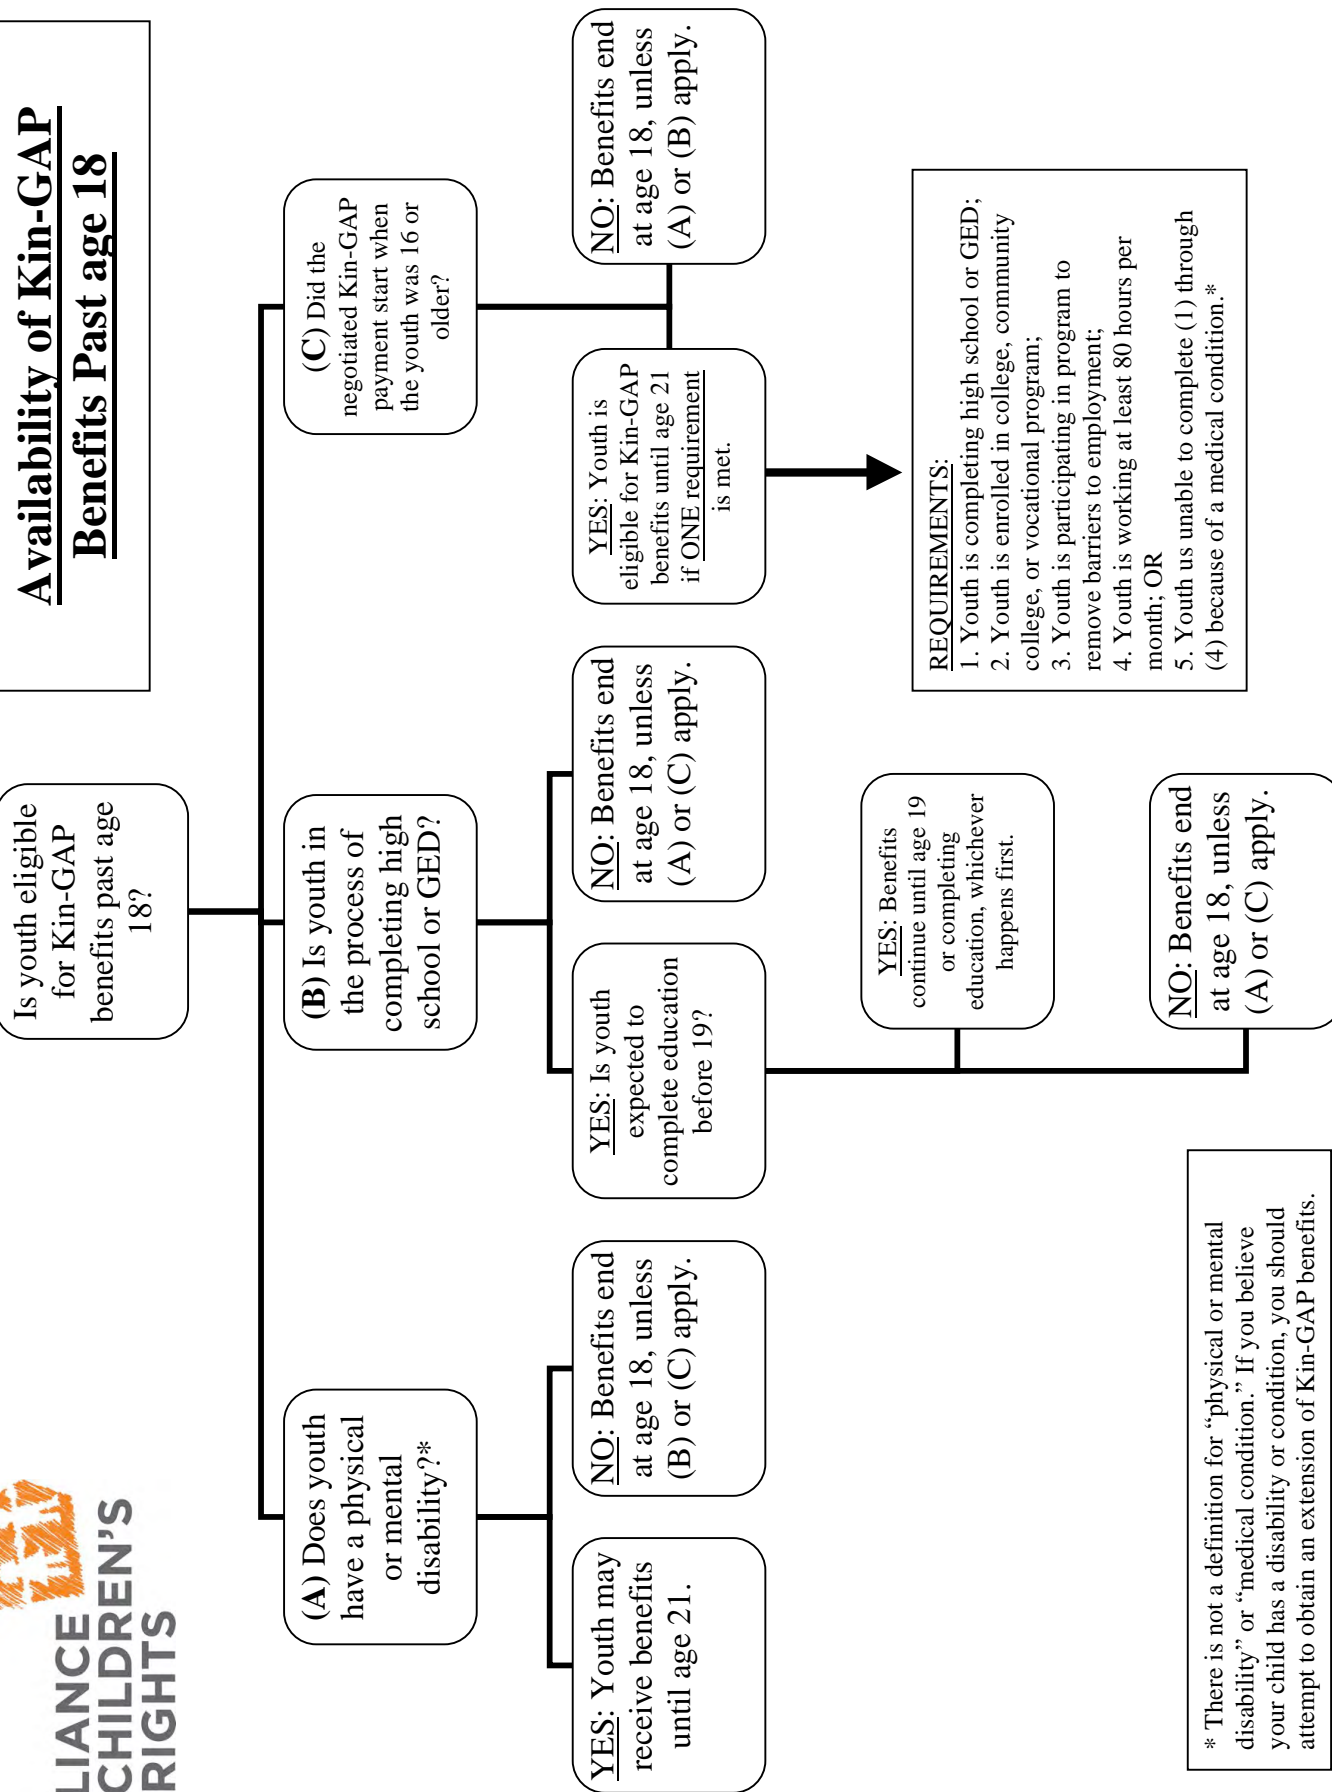 LIANCE
CHILDREN'S
RIGHTS
Availability of Kin-GAP
Benefits Past age 18
Is youth eligible
for Kin-GAP
benefits past age
18?
(A) Does youth
have a physical
or mental
disability?*
YES: Youth may
receive benefits
until age 21.
NO: Benefits end
at age 18, unless
(B) or (C) apply.
(B) Is youth in
the process of
completing high
school or GED?
YES: Is youth
expected to
complete education
before 19?
NO: Benefits end
at age 18, unless
(A) or (C) apply.
YES: Benefits
continue until age 19
or completing
education, whichever
happens first.
NO: Benefits end
at age 18, unless
(A) or (C) apply.
(C) Did the
negotiated Kin-GAP
payment start when
the youth was 16 or
older?
YES: Youth is
eligible for Kin-GAP
benefits until age 21
if ONE requirement
is met.
NO: Benefits end
at age 18, unless
(A) or (B) apply.
REQUIREMENTS:
1. Youth is completing high school or GED;
2. Youth is enrolled in college, community
college, or vocational program;
3. Youth is participating in program to
remove barriers to employment;
4. Youth is working at least 80 hours per
month; OR
5. Youth us unable to complete (1) through
(4) because of a medical condition.*
* There is not a definition for “physical or mental
disability” or “medical condition.” If you believe
your child has a disability or condition, you should
attempt to obtain an extension of Kin-GAP benefits.